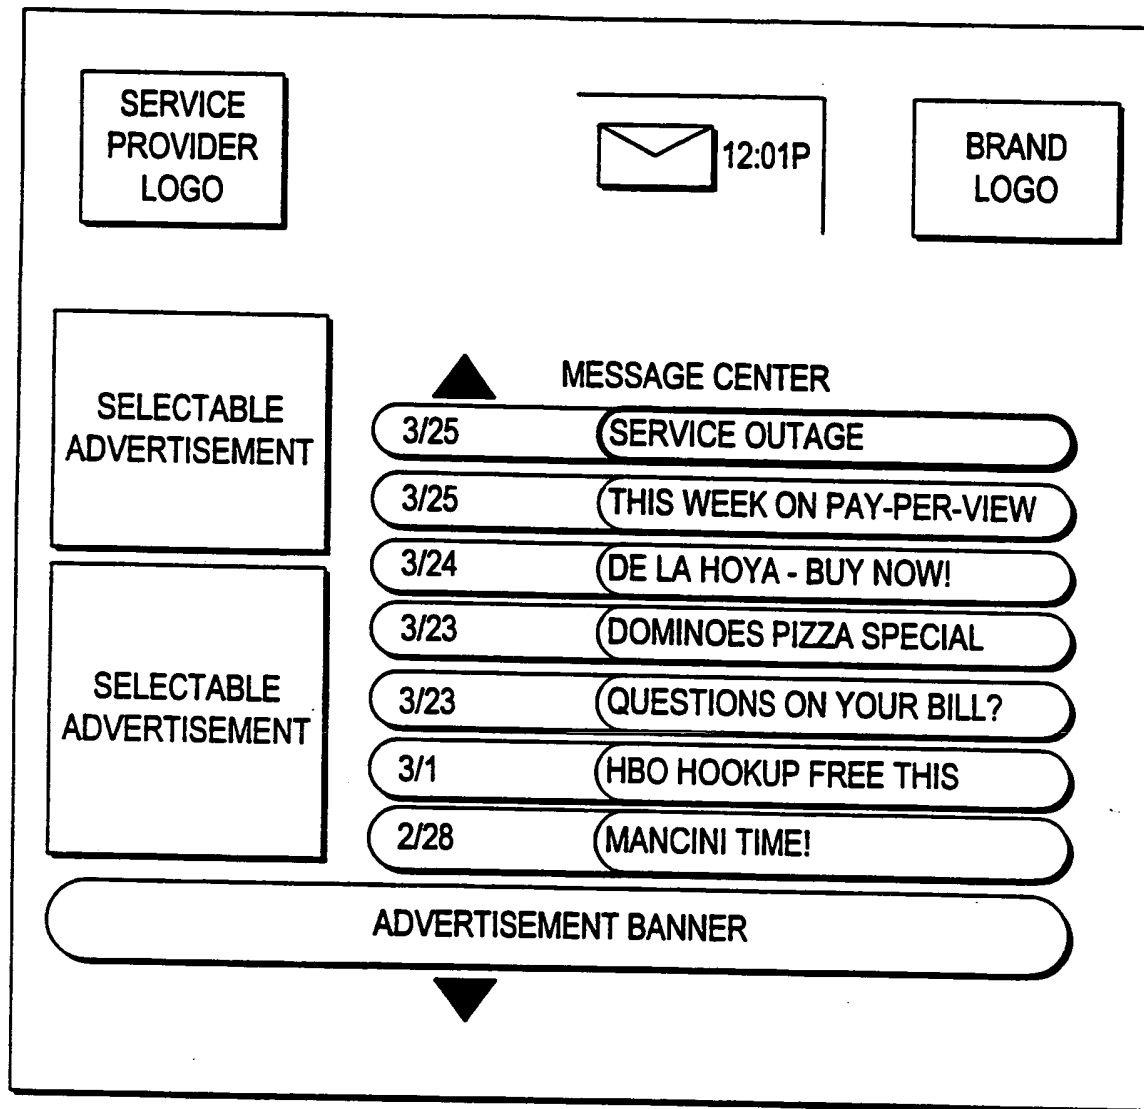 SERVICE
PROVIDER
LOGO
12:01P
BRAND
LOGO
SELECTABLE
ADVERTISEMENT
SELECTABLE
ADVERTISEMENT
MESSAGE CENTER
3/25 SERVICE OUTAGE
3/25 THIS WEEK ON PAY-PER-VIEW
3/24 DE LA HOYA - BUY NOW!
3/23 DOMINOES PIZZA SPECIAL
3/23 QUESTIONS ON YOUR BILL?
3/1 HBO HOOKUP FREE THIS
2/28 MANCINI TIME!
ADVERTISEMENT BANNER